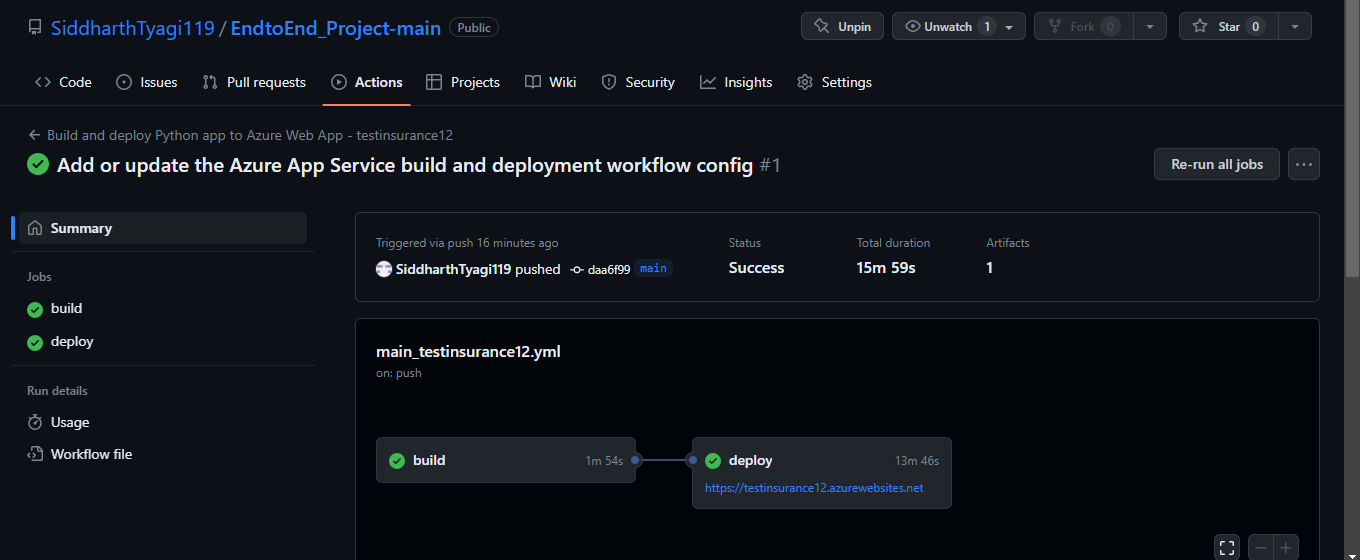 SiddharthTyagi119 / EndtoEnd_Project-main Public
Unpin Unwatch 1 Fork 0 Star 0
Code Issues Pull requests Actions Projects Wiki Security Insights Settings
Build and deploy Python app to Azure Web App - testinsurance12
Add or update the Azure App Service build and deployment workflow config #1
Re-run all jobs
Summary
Jobs
build
deploy
Run details
Usage
Workflow file
Triggered via push 16 minutes ago
SiddharthTyagi119 pushed daa6f99 main
Status
Success
Total duration
15m 59s
Artifacts
1
main_testinsurance12.yml
on: push
build 1m 54s
deploy 13m 46s
https://testinsurance12.azurewebsites.net